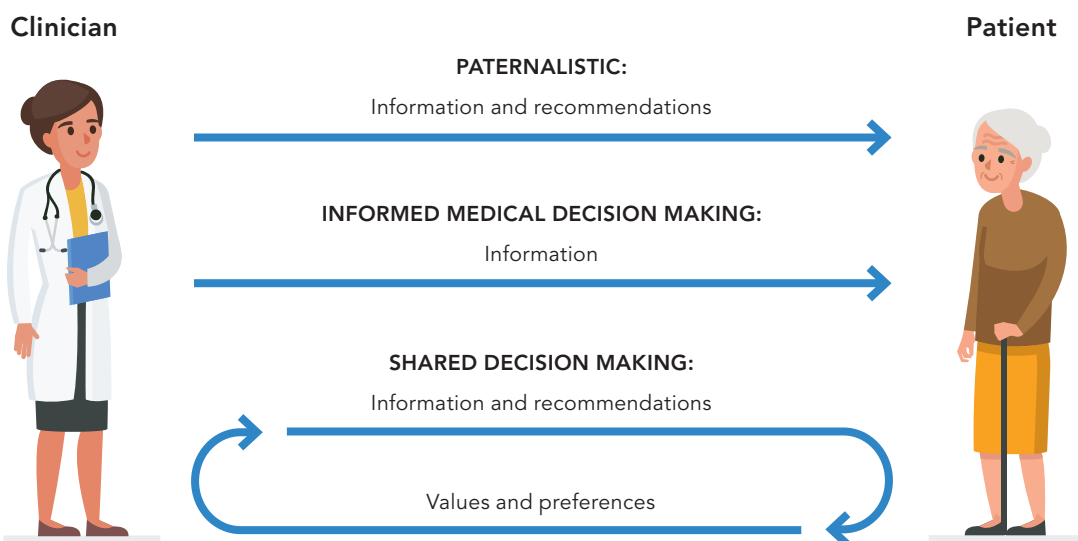 Clinician
Patient
PATERNALISTIC:
Information and recommendations
INFORMED MEDICAL DECISION MAKING:
Information
SHARED DECISION MAKING:
Information and recommendations
Values and preferences